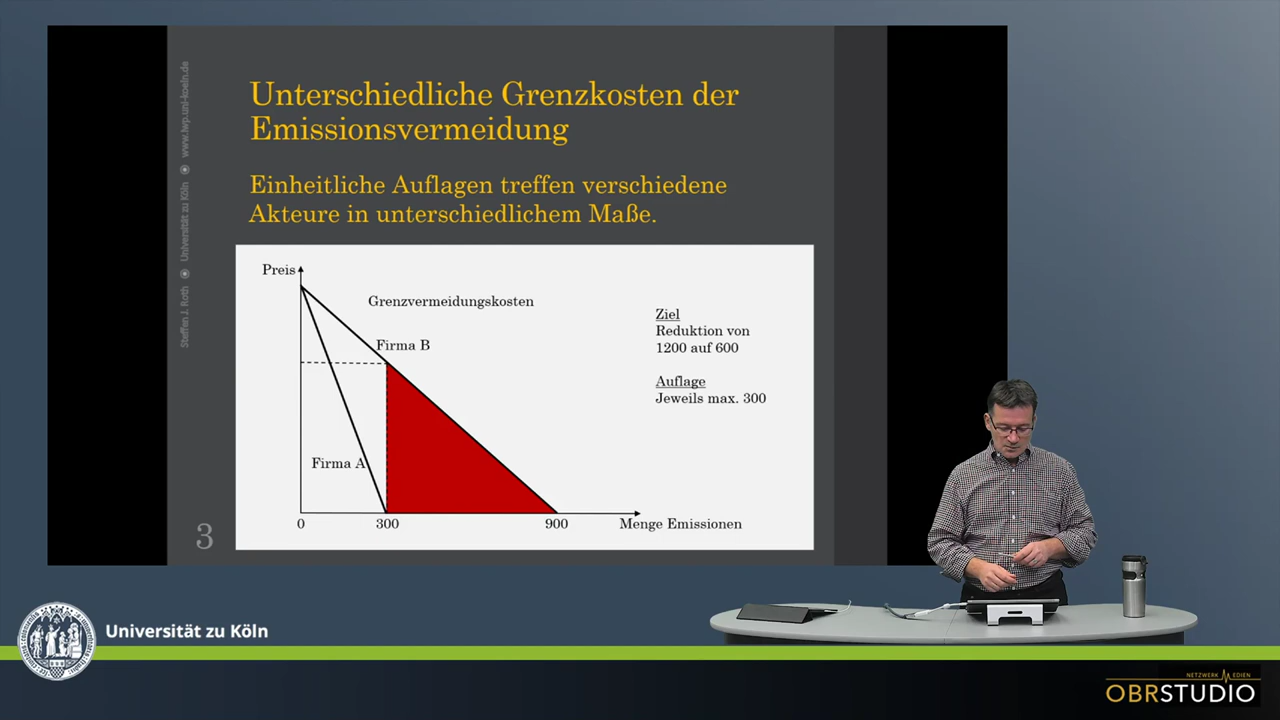 Unterschiedliche Grenzkosten der
Emissionsvermeidung
Einheitliche Auflagen treffen verschiedene
Akteure in unterschiedlichem Maße.
Steffen J. Roth ● Universität zu Köln ● www.iwp.uni-koeln.de
Preis
Grenzvermeidungskosten
Firma B
Firma A
0
300
900
Menge Emissionen
Ziel
Reduktion von
1200 auf 600
Auflage
Jeweils max. 300
3
Universität zu Köln
NETZWERK MEDIEN
OBRSTUDIO